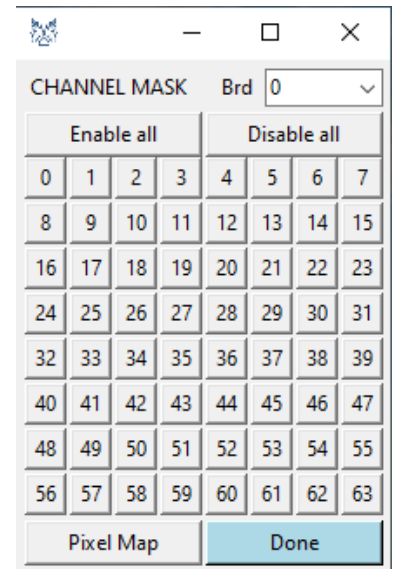 CHANNEL MASK Brd 0
Enable all Disable all
0 1 2 3 4 5 6 7
8 9 10 11 12 13 14 15
16 17 18 19 20 21 22 23
24 25 26 27 28 29 30 31
32 33 34 35 36 37 38 39
40 41 42 43 44 45 46 47
48 49 50 51 52 53 54 55
56 57 58 59 60 61 62 63
Pixel Map Done